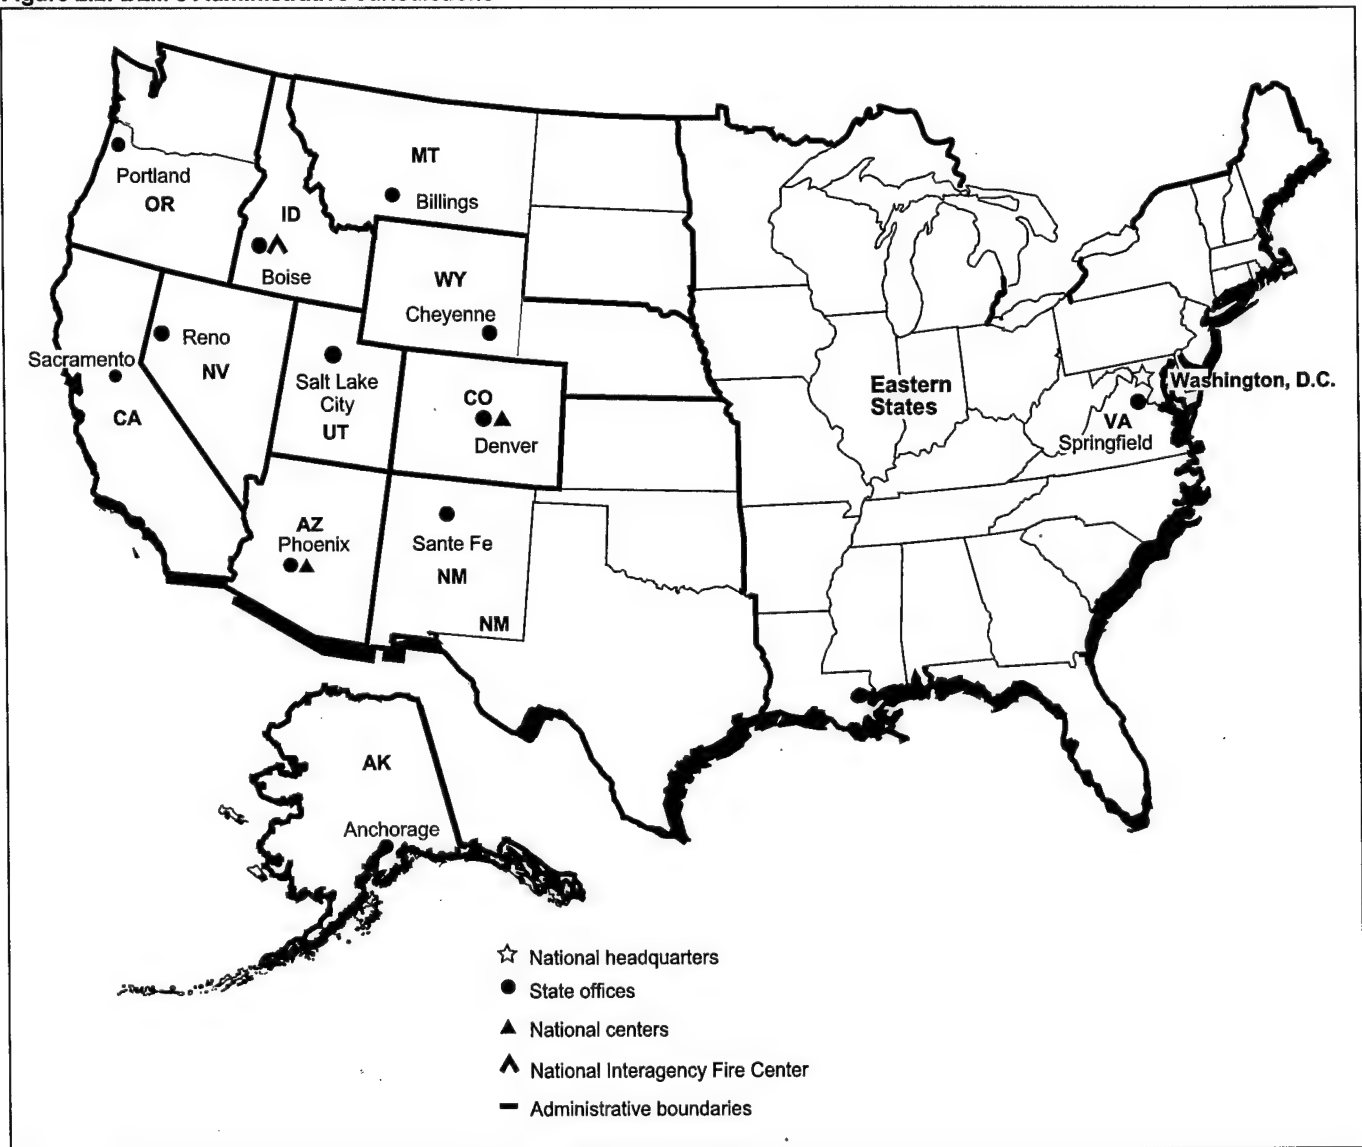 MT
Billings
Portland
OR
ID
Boise
WY
Cheyenne
Reno
NV
Sacramento
CA
Salt Lake
City
UT
CO
Denver
Eastern
States
Washington, D.C.
VA
Springfield
AZ
Phoenix
Sante Fe
NM
NM
AK
Anchorage
National headquarters
State offices
National centers
National Interagency Fire Center
Administrative boundaries